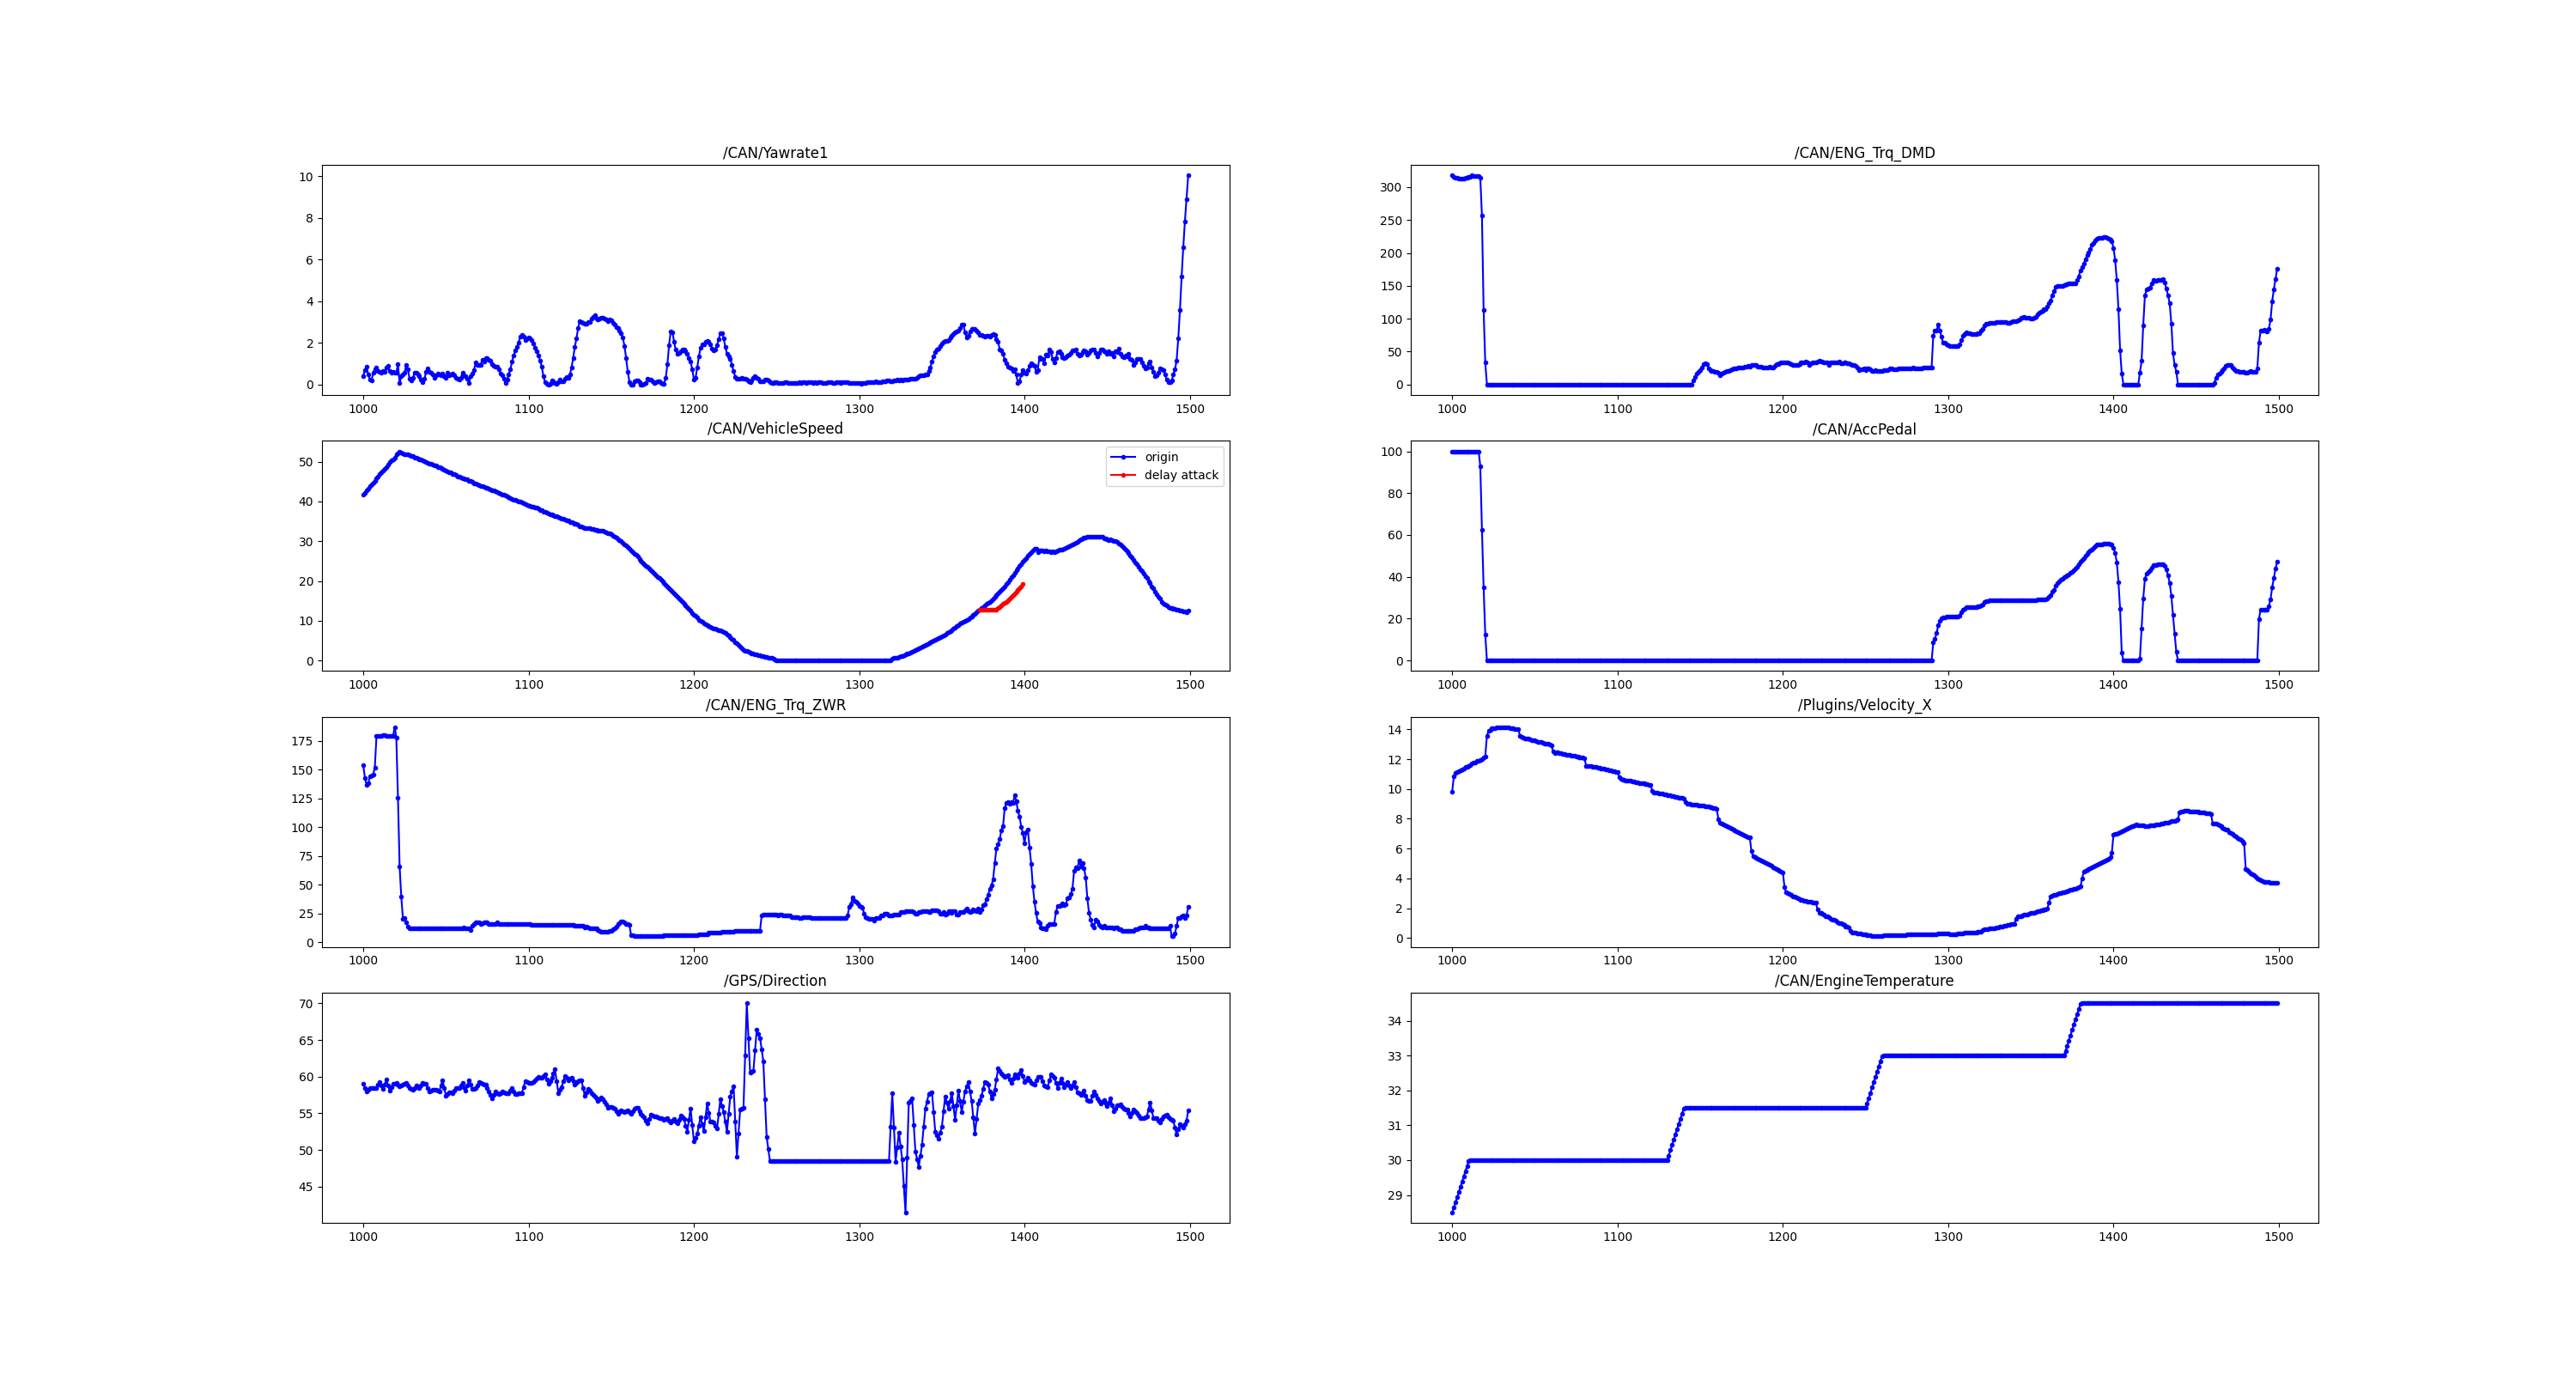 /CAN/Yawrate1
10
8
6
4
2
0
1000 1100 1200 1300 1400 1500
/CAN/ENG_Trq_DMD
300
250
200
150
100
50
0
1000 1100 1200 1300 1400 1500
/CAN/VehicleSpeed
origin
delay attack
50
40
30
20
10
0
1000 1100 1200 1300 1400 1500
/CAN/AccPedal
100
80
60
40
20
0
1000 1100 1200 1300 1400 1500
/CAN/ENG_Trq_ZWR
175
150
125
100
75
50
25
0
1000 1100 1200 1300 1400 1500
/Plugins/Velocity_X
14
12
10
8
6
4
2
0
1000 1100 1200 1300 1400 1500
/GPS/Direction
70
65
60
55
50
45
1000 1100 1200 1300 1400 1500
/CAN/EngineTemperature
34
33
32
31
30
29
1000 1100 1200 1300 1400 1500